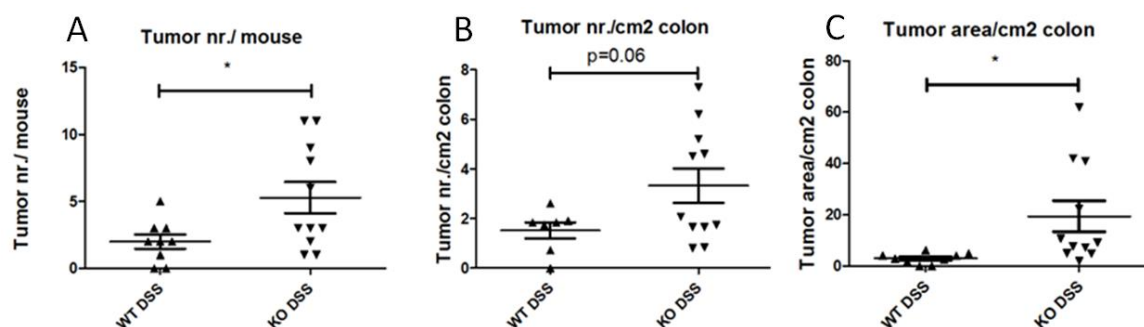 A
Tumor nr./ mouse
*
Tumor nr./ mouse
15
10
5
0
WT DSS
KO DSS
B
Tumor nr./cm2 colon
p=0.06
Tumor nr./cm2 colon
8
6
4
2
0
WT DSS
KO DSS
C
Tumor area/cm2 colon
*
Tumor area/cm2 colon
80
60
40
20
0
WT DSS
KO DSS